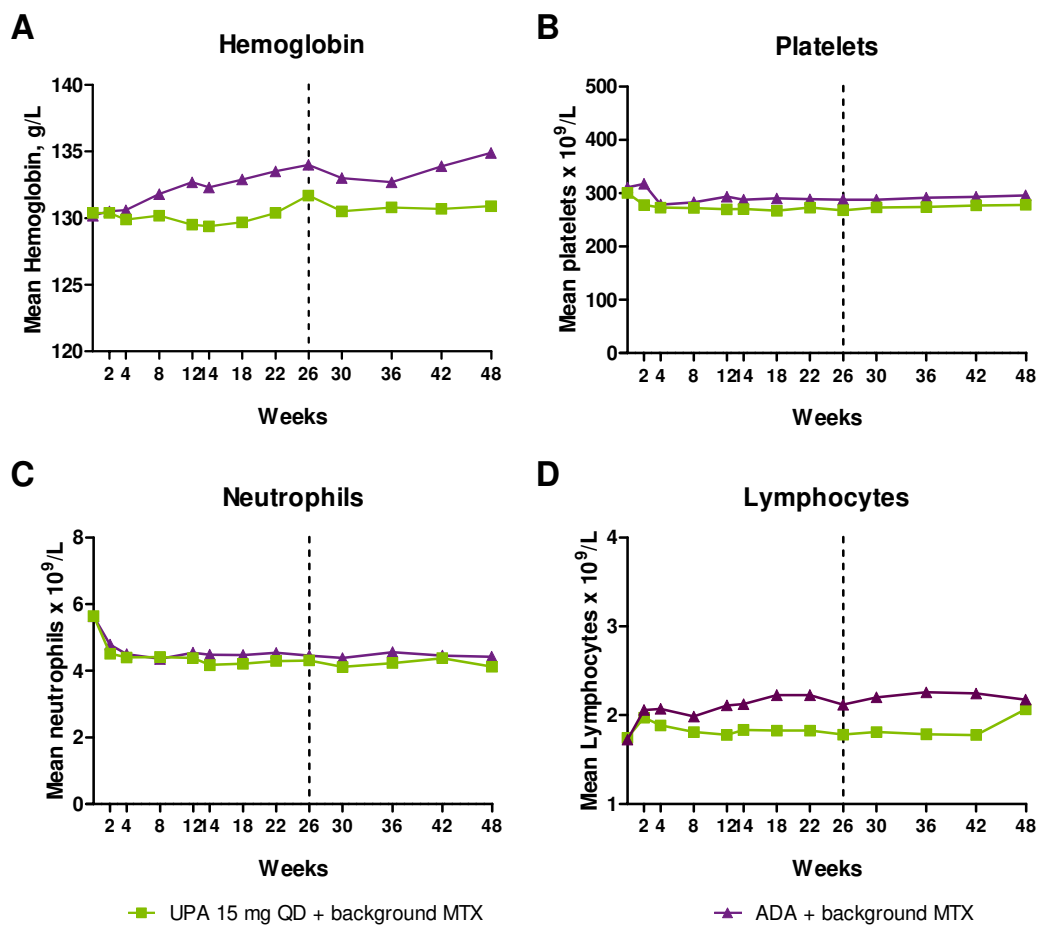 A
Hemoglobin
Mean Hemoglobin, g/L
140
135
130
125
120
2 4 8 12 14 18 22 26 30 36 42 48
Weeks
B
Platelets
Mean platelets x 10⁹/L
500
400
300
200
100
0
2 4 8 12 14 18 22 26 30 36 42 48
Weeks
C
Neutrophils
Mean neutrophils x 10⁹/L
8
6
4
2
0
2 4 8 12 14 18 22 26 30 36 42 48
Weeks
D
Lymphocytes
Mean Lymphocytes x 10⁹/L
4
3
2
1
2 4 8 12 14 18 22 26 30 36 42 48
Weeks
UPA 15 mg QD + background MTX
ADA + background MTX